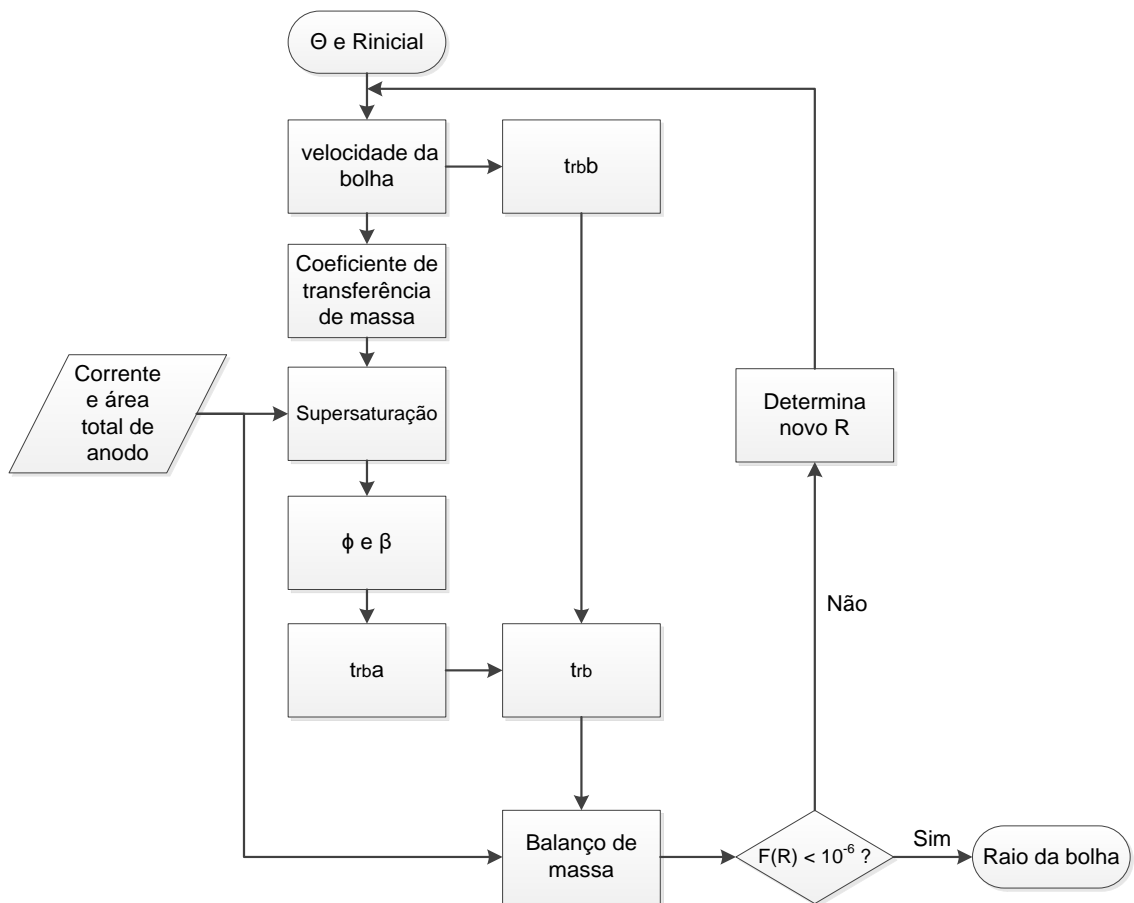 Θ e Rinicial
velocidade da
bolha
trbb
Coeficiente de
transferência
de massa
Corrente
e área
total de
anodo
Supersaturação
Determina
novo R
ϕ e β
Não
trba
trb
Balanço de
massa
F(R) < 10⁻⁶ ?
Sim
Raio da bolha